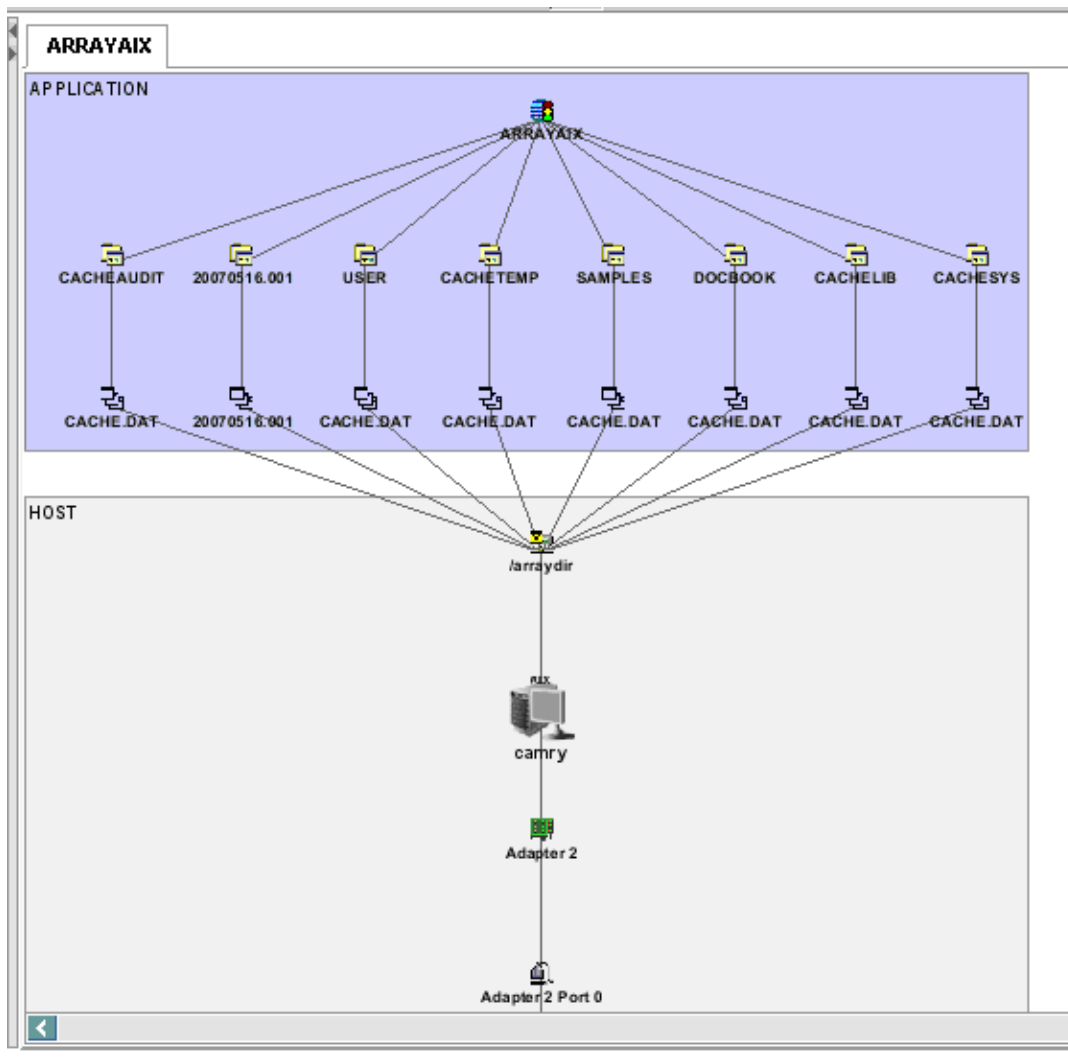 ARRAYAIX
APPLICATION
ARRAYAIX
CACHEAUDIT 20070516.001 USER CACHETEMP SAMPLES DOCBOOK CACHELIB CACHESYS
CACHE.DAT 20070516.001 CACHE.DAT CACHE.DAT CACHE.DAT CACHE.DAT CACHE.DAT CACHE.DAT
HOST
/arraydir
AIX
camry
Adapter 2
Adapter 2 Port 0